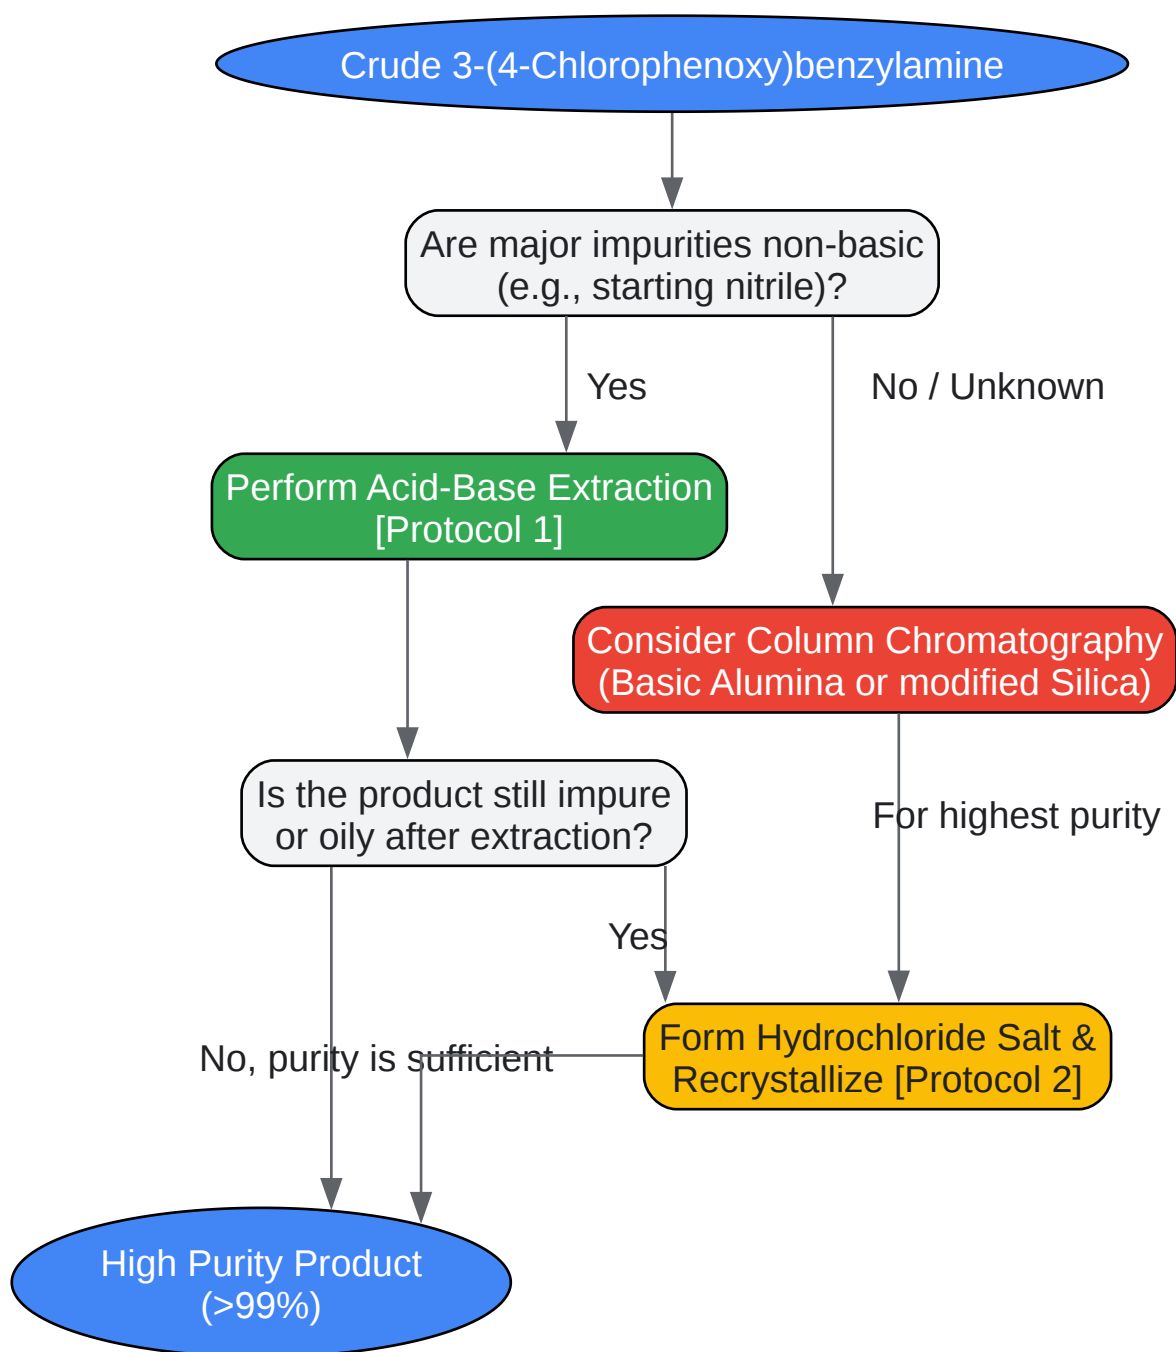 Crude 3-(4-Chlorophenoxy)benzylamine
Are major impurities non-basic
(e.g., starting nitrile)?
Yes
No / Unknown
Perform Acid-Base Extraction
[Protocol 1]
Consider Column Chromatography
(Basic Alumina or modified Silica)
Is the product still impure
or oily after extraction?
For highest purity
Yes
Form Hydrochloride Salt &
Recrystallize [Protocol 2]
No, purity is sufficient
High Purity Product
(>99%)